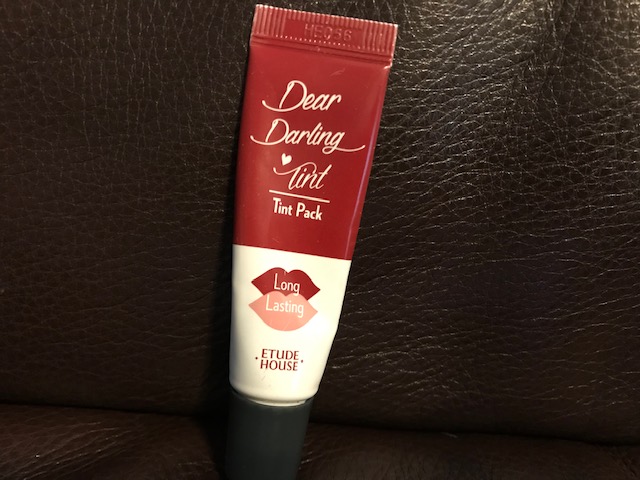 Dear
Darling
Tint
Tint Pack
Long
Lasting
ETUDE
HOUSE